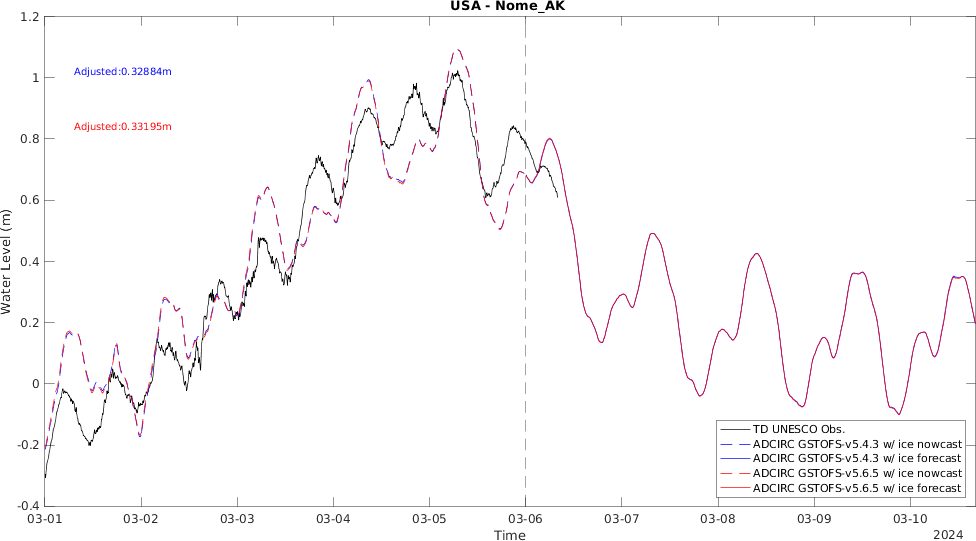 USA - Nome_AK
1.2
1
0.8
0.6
0.4
0.2
0
-0.2
-0.4
Water Level (m)
Adjusted:0.32884m
Adjusted:0.33195m
TD UNESCO Obs.
ADCIRC GSTOFS-v5.4.3 w/ ice nowcast
ADCIRC GSTOFS-v5.4.3 w/ ice forecast
ADCIRC GSTOFS-v5.6.5 w/ ice nowcast
ADCIRC GSTOFS-v5.6.5 w/ ice forecast
03-01 03-02 03-03 03-04 03-05 03-06 03-07 03-08 03-09 03-10
Time
2024